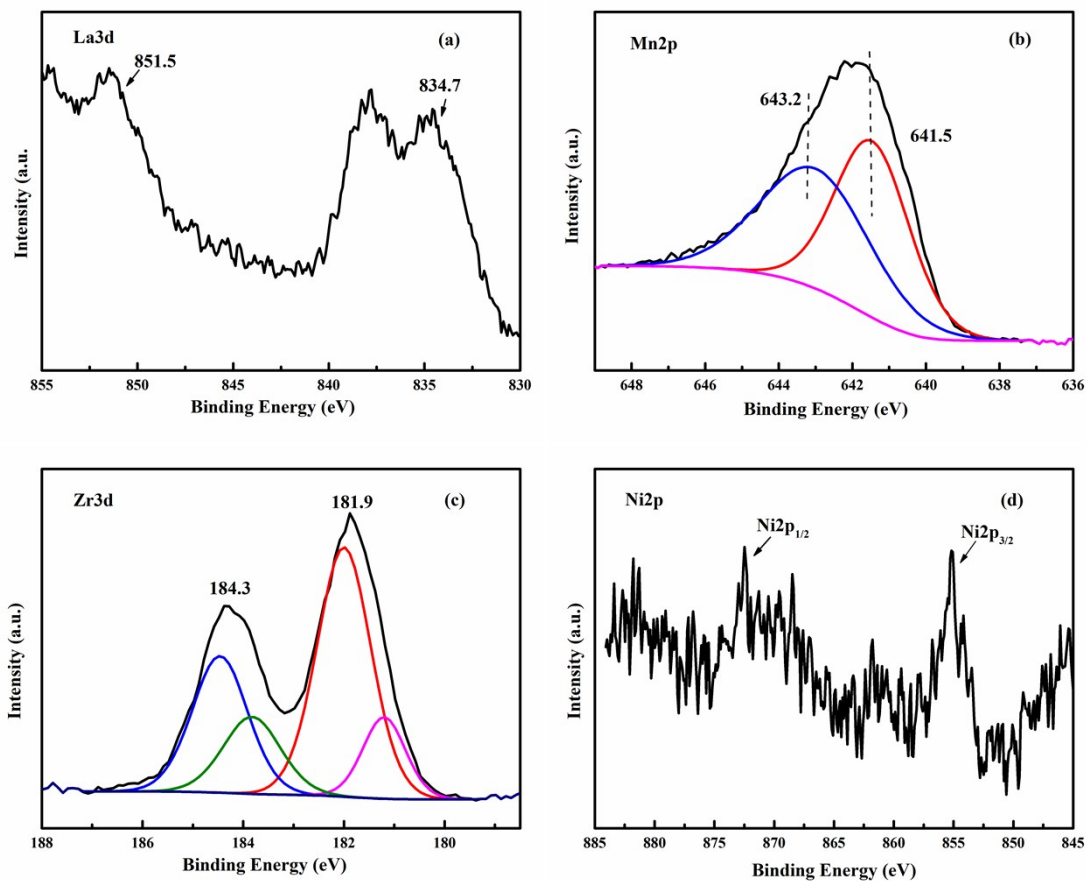 La3d
(a)
851.5
834.7
Intensity (a.u.)
855 850 845 840 835 830
Binding Energy (eV)
Mn2p
(b)
643.2
641.5
Intensity (a.u.)
648 646 644 642 640 638 636
Binding Energy (eV)
Zr3d
(c)
181.9
184.3
Intensity (a.u.)
188 186 184 182 180
Binding Energy (eV)
Ni2p
(d)
Ni2p1/2
Ni2p3/2
Intensity (a.u.)
885 880 875 870 865 860 855 850 845
Binding Energy (eV)